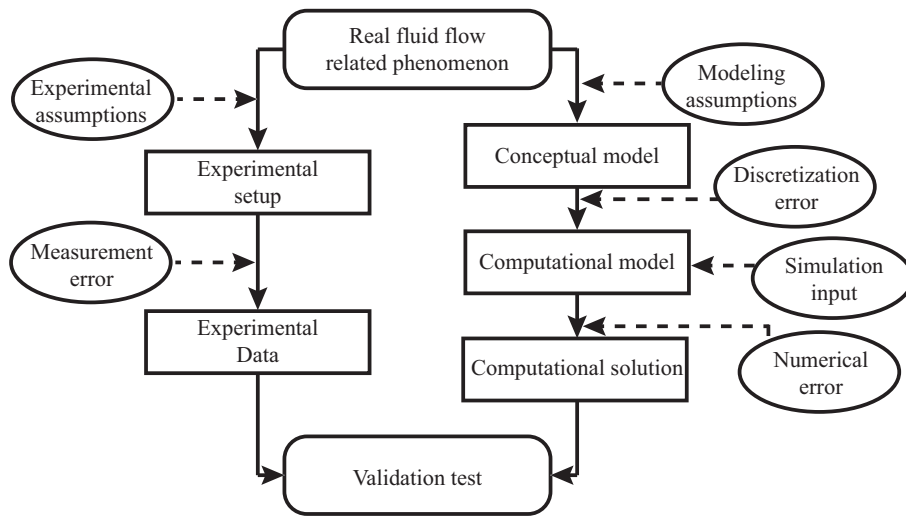 Real fluid flow
related phenomenon
Experimental
assumptions
Modeling
assumptions
Experimental
setup
Conceptual model
Discretization
error
Measurement
error
Computational model
Simulation
input
Experimental
Data
Computational solution
Numerical
error
Validation test